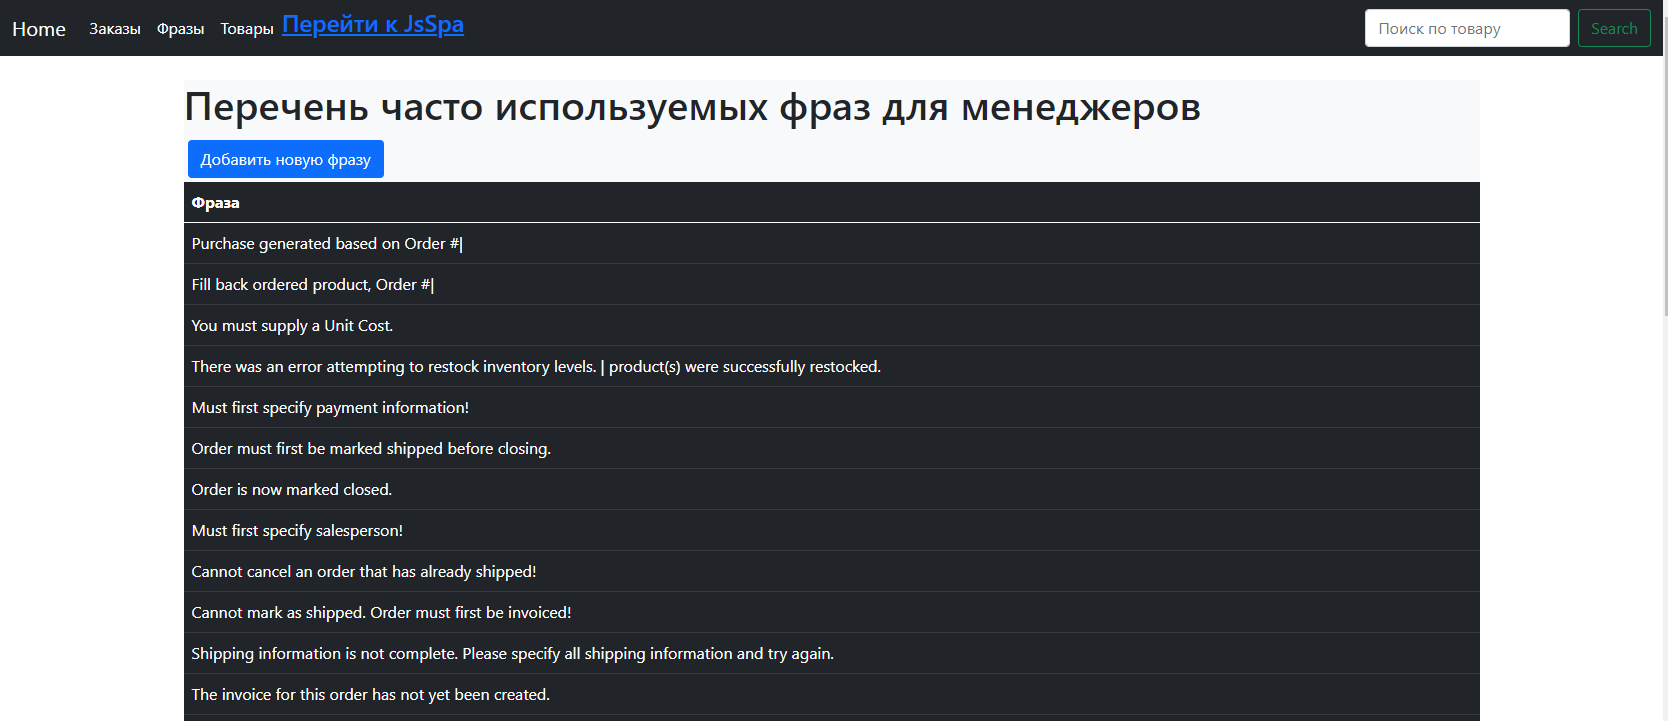 Home Заказы Фразы Товары Перейти к JsSpa Поиск по товару Search
Перечень часто используемых фраз для менеджеров
Добавить новую фразу
Фраза
Purchase generated based on Order #|
Fill back ordered product, Order #|
You must supply a Unit Cost.
There was an error attempting to restock inventory levels. | product(s) were successfully restocked.
Must first specify payment information!
Order must first be marked shipped before closing.
Order is now marked closed.
Must first specify salesperson!
Cannot cancel an order that has already shipped!
Cannot mark as shipped. Order must first be invoiced!
Shipping information is not complete. Please specify all shipping information and try again.
The invoice for this order has not yet been created.